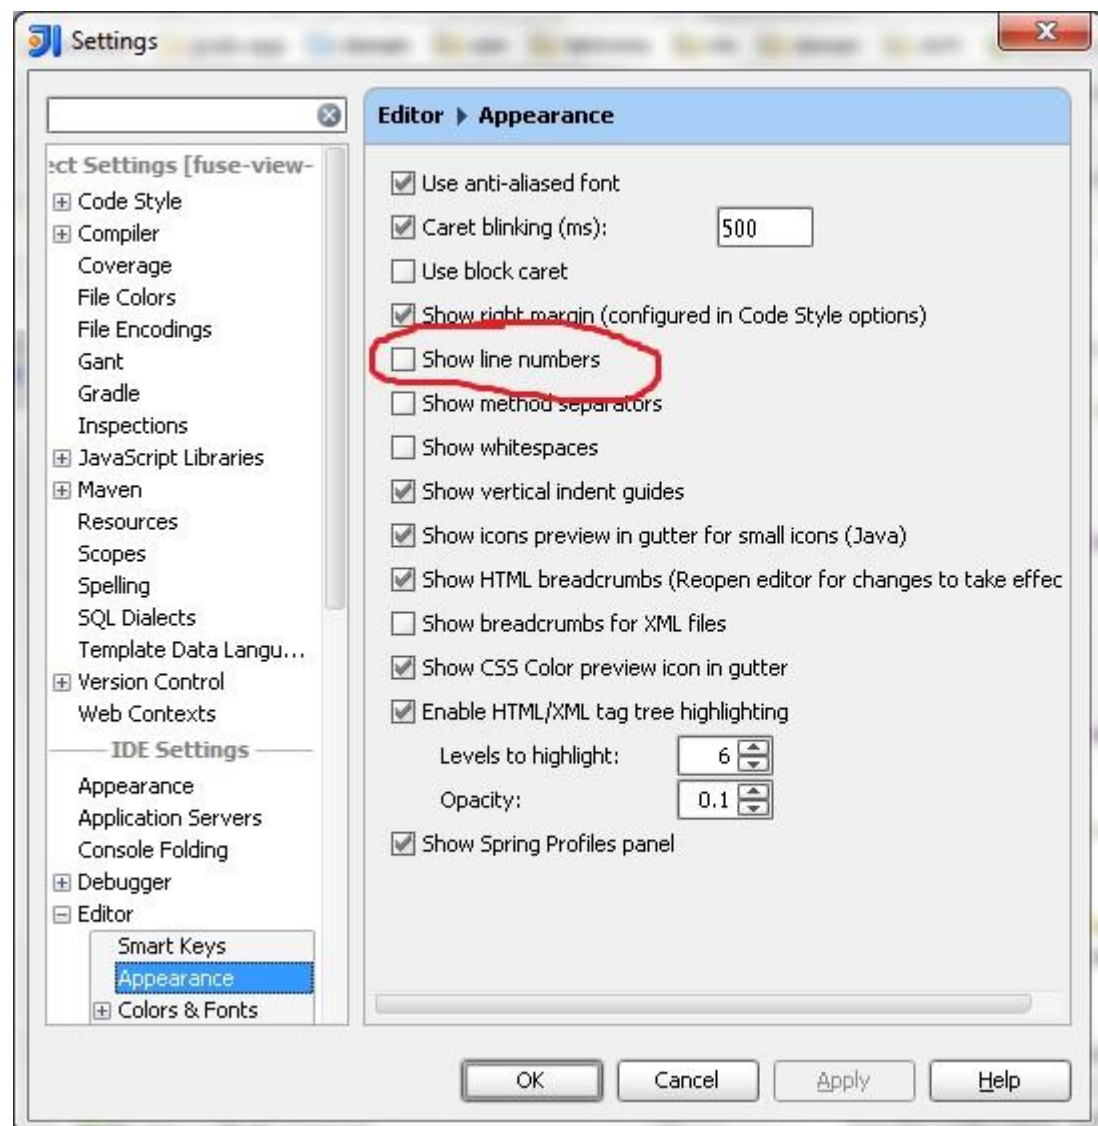 Settings
ect Settings [fuse-view-
Code Style
Compiler
Coverage
File Colors
File Encodings
Gant
Gradle
Inspections
JavaScript Libraries
Maven
Resources
Scopes
Spelling
SQL Dialects
Template Data Langu...
Version Control
Web Contexts
IDE Settings
Appearance
Application Servers
Console Folding
Debugger
Editor
Smart Keys
Appearance
Colors & Fonts
Editor Appearance
Use anti-aliased font
Caret blinking (ms): 500
Use block caret
Show right margin (configured in Code Style options)
Show line numbers
Show method separators
Show whitespaces
Show vertical indent guides
Show icons preview in gutter for small icons (Java)
Show HTML breadcrumbs (Reopen editor for changes to take effec
Show breadcrumbs for XML files
Show CSS Color preview icon in gutter
Enable HTML/XML tag tree highlighting
Levels to highlight: 6
Opacity: 0.1
Show Spring Profiles panel
OK Cancel Apply Help